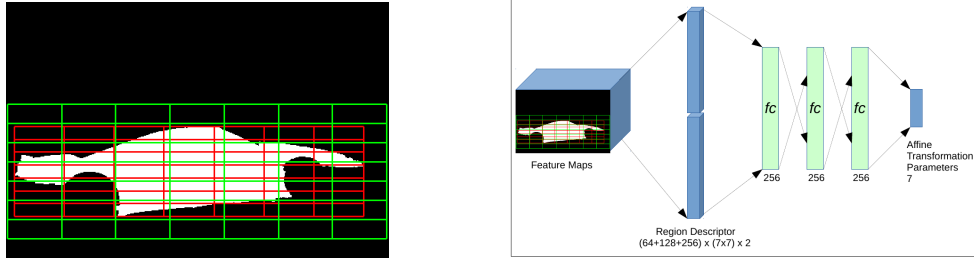 Feature Maps
Region Descriptor
(64+128+256) x (7x7) x 2
fc
fc
fc
256
256
256
Affine
Transformation
Parameters
7